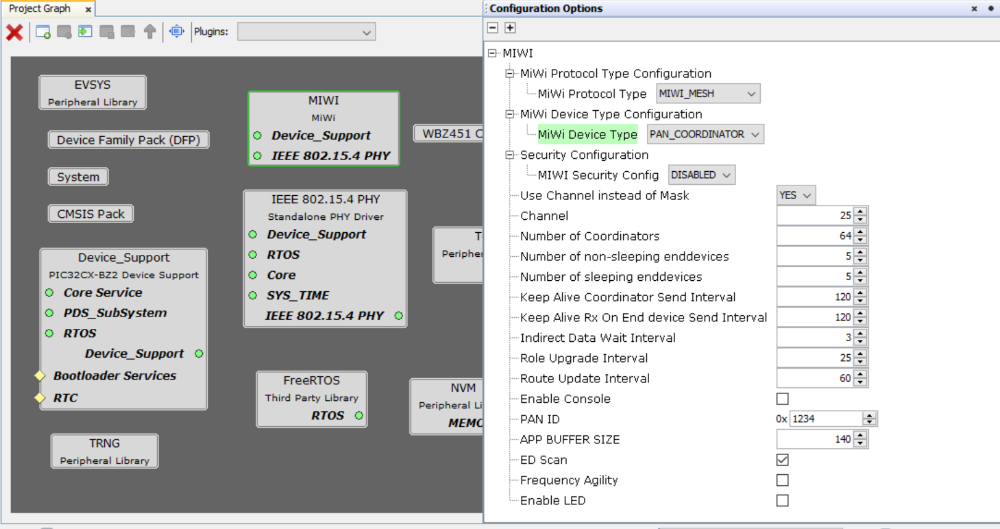 Project Graph x
Plugins:
EVSYS
Peripheral Library
Device Family Pack (DFP)
System
CMSIS Pack
Device_Support
PIC32CX-BZ2 Device Support
Core Service
PDS_SubSystem
RTOS
Device_Support
Bootloader Services
RTC
TRNG
Peripheral Library
MIWI
MiWi
Device_Support
IEEE 802.15.4 PHY
IEEE 802.15.4 PHY
Standalone PHY Driver
Device_Support
RTOS
Core
SYS_TIME
IEEE 802.15.4 PHY
FreeRTOS
Third Party Library
RTOS
WBZ451 C
T
Periphe
NVM
Peripheral Li
MEMO
Configuration Options
MIWI
MiWi Protocol Type Configuration
MiWi Protocol Type MIWI_MESH
MiWi Device Type Configuration
MiWi Device Type PAN_COORDINATOR
Security Configuration
MIWI Security Config DISABLED
Use Channel instead of Mask YES
Channel 25
Number of Coordinators 64
Number of non-sleeping enddevices 5
Number of sleeping enddevices 5
Keep Alive Coordinator Send Interval 120
Keep Alive Rx On End device Send Interval 120
Indirect Data Wait Interval 3
Role Upgrade Interval 25
Route Update Interval 60
Enable Console
PAN ID 0x 1234
APP BUFFER SIZE 140
ED Scan
Frequency Agility
Enable LED